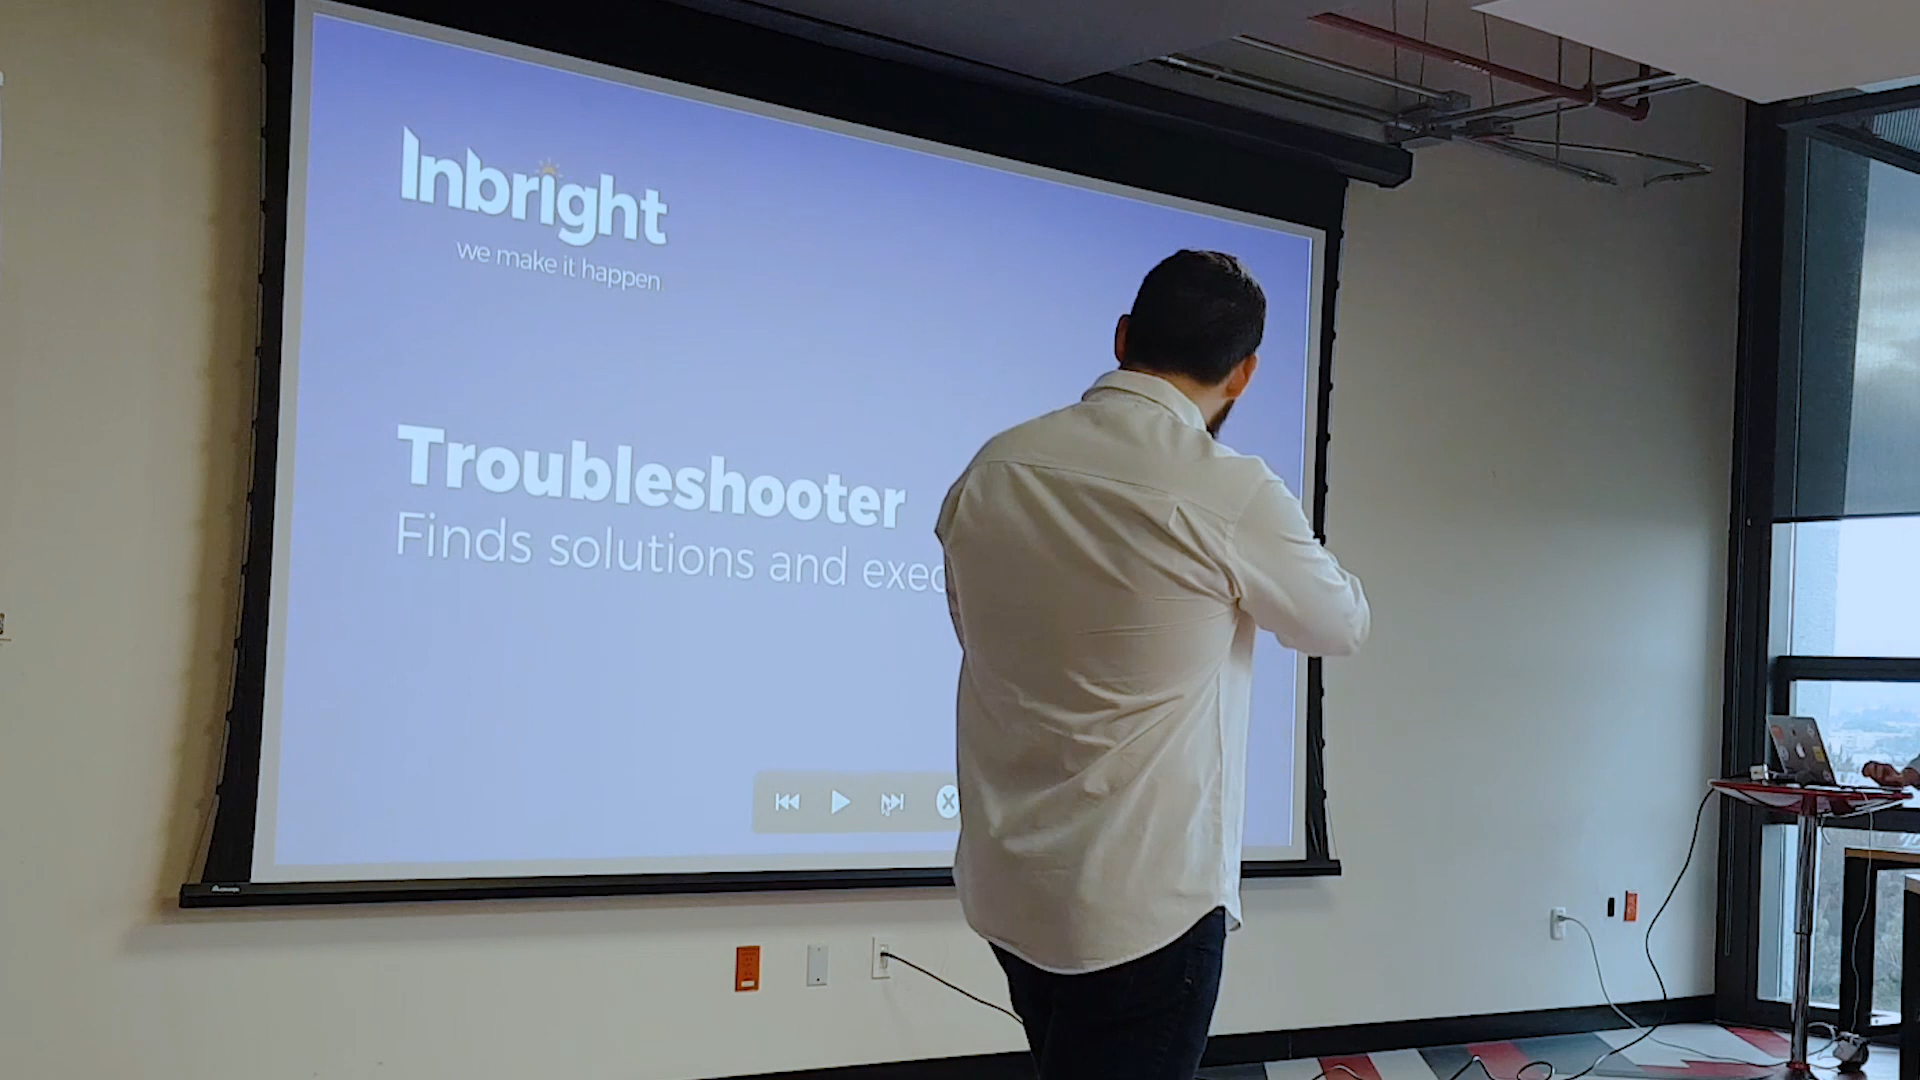 Inbright
we make it happen.
Troubleshooter
Finds solutions and exec